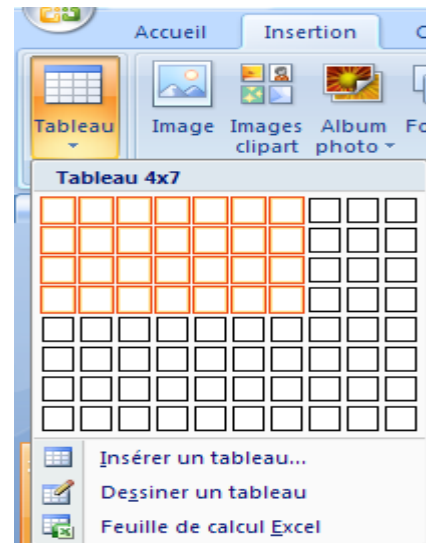 Accueil Insertion C
Tableau Image Images clipart Album photo Fo
Tableau 4x7
Insérer un tableau...
Dessiner un tableau
Feuille de calcul Excel